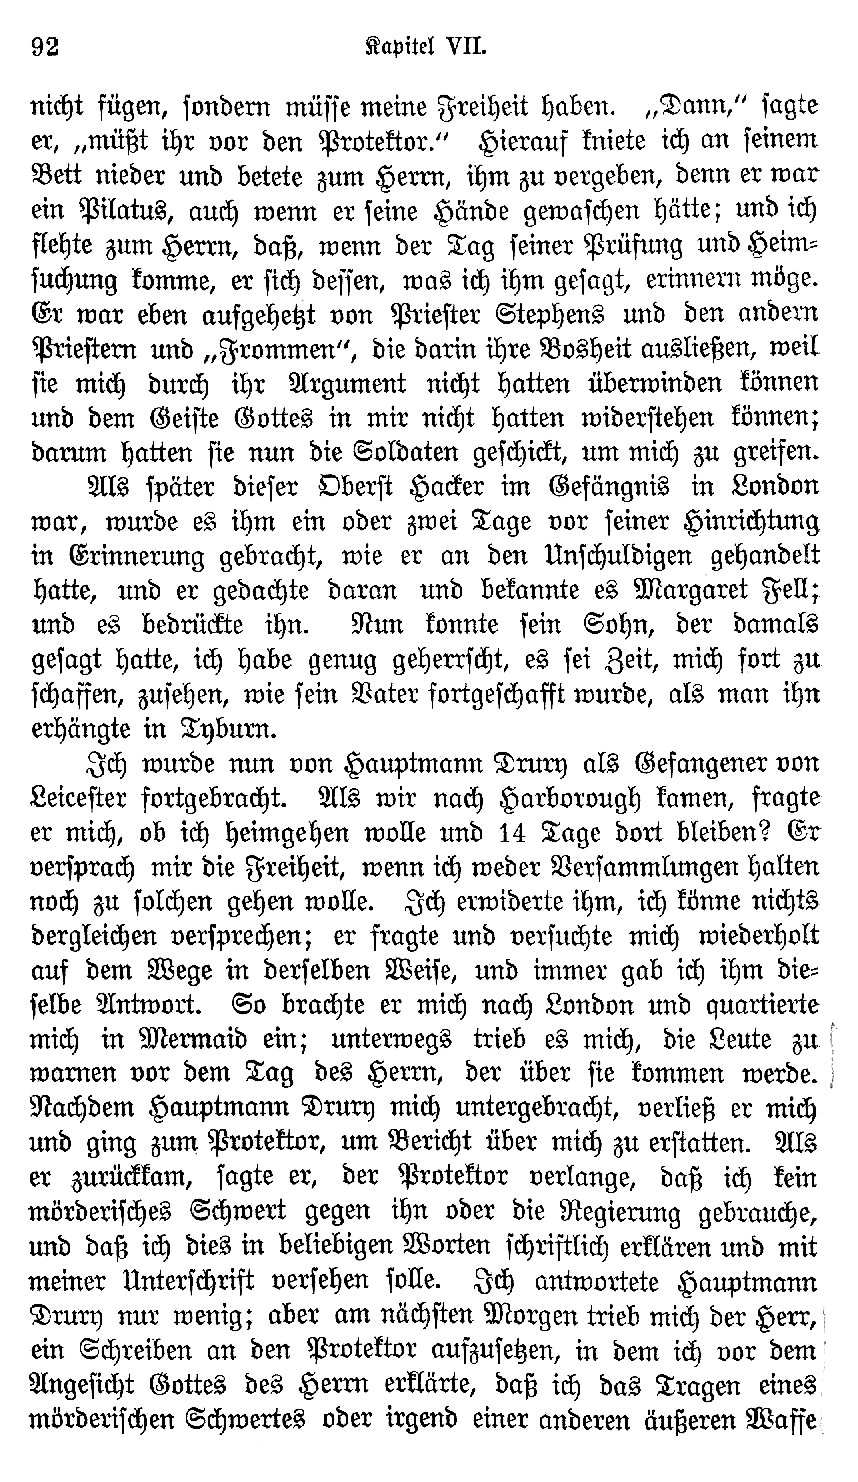 92 Kapitel VII.
nicht fügen, sondern müsse meine Freiheit haben. „Dann,“ sagte
er, „müßt ihr vor den Protektor.“ Hierauf kniete ich an seinem
Bett nieder und betete zum Herrn, ihm zu vergeben, denn er war
ein Pilatus, auch wenn er seine Hände gewaschen hätte; und ich
flehte zum Herrn, daß, wenn der Tag seiner Prüfung und Heim-
suchung komme, er sich dessen, was ich ihm gesagt, erinnern möge.
Er war eben aufgehetzt von Priester Stephens und den andern
Priestern und „Frommen“, die darin ihre Bosheit ausließen, weil
sie mich durch ihr Argument nicht hatten überwinden können
und dem Geiste Gottes in mir nicht hatten widerstehen können;
darum hatten sie nun die Soldaten geschickt, um mich zu greifen.
Als später dieser Oberst Hacker im Gefängnis in London
war, wurde es ihm ein oder zwei Tage vor seiner Hinrichtung
in Erinnerung gebracht, wie er an den Unschuldigen gehandelt
hatte, und er gedachte daran und bekannte es Margaret Fell;
und es bedrückte ihn. Nun konnte sein Sohn, der damals
gesagt hatte, ich habe genug geherrscht, es sei Zeit, mich fort zu
schaffen, zusehen, wie sein Vater fortgeschafft wurde, als man ihn
erhängte in Tyburn.
Ich wurde nun von Hauptmann Drury als Gefangener von
Leicester fortgebracht. Als wir nach Harborough kamen, fragte
er mich, ob ich heimgehen wolle und 14 Tage dort bleiben? Er
versprach mir die Freiheit, wenn ich weder Versammlungen halten
noch zu solchen gehen wolle. Ich erwiderte ihm, ich könne nichts
dergleichen versprechen; er fragte und versuchte mich wiederholt
auf dem Wege in derselben Weise, und immer gab ich ihm die-
selbe Antwort. So brachte er mich nach London und quartierte
mich in Mermaid ein; unterwegs trieb es mich, die Leute zu
warnen vor dem Tag des Herrn, der über sie kommen werde.
Nachdem Hauptmann Drury mich untergebracht, verließ er mich
und ging zum Protektor, um Bericht über mich zu erstatten. Als
er zurückkam, sagte er, der Protektor verlange, daß ich kein
mörderisches Schwert gegen ihn oder die Regierung gebrauche,
und daß ich dies in beliebigen Worten schriftlich erklären und mit
meiner Unterschrift versehen solle. Ich antwortete Hauptmann
Drury nur wenig; aber am nächsten Morgen trieb mich der Herr,
ein Schreiben an den Protektor aufzusetzen, in dem ich vor dem
Angesicht Gottes des Herrn erklärte, daß ich das Tragen eines
mörderischen Schwertes oder irgend einer anderen äußeren Waffe